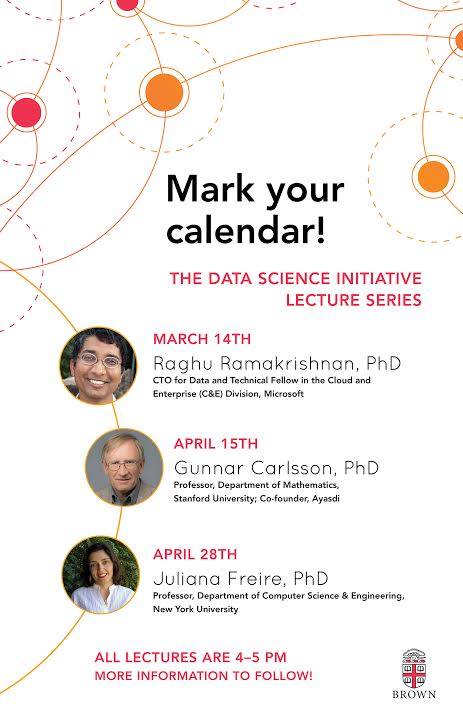 Mark your
calendar!
THE DATA SCIENCE INITIATIVE
LECTURE SERIES
MARCH 14TH
Raghu Ramakrishnan, PhD
CTO for Data and Technical Fellow in the Cloud and
Enterprise (C&E) Division, Microsoft
APRIL 15TH
Gunnar Carlsson, PhD
Professor, Department of Mathematics,
Stanford University; Co-founder, Ayasdi
APRIL 28TH
Juliana Freire, PhD
Professor, Department of Computer Science & Engineering,
New York University
ALL LECTURES ARE 4–5 PM
MORE INFORMATION TO FOLLOW!
BROWN